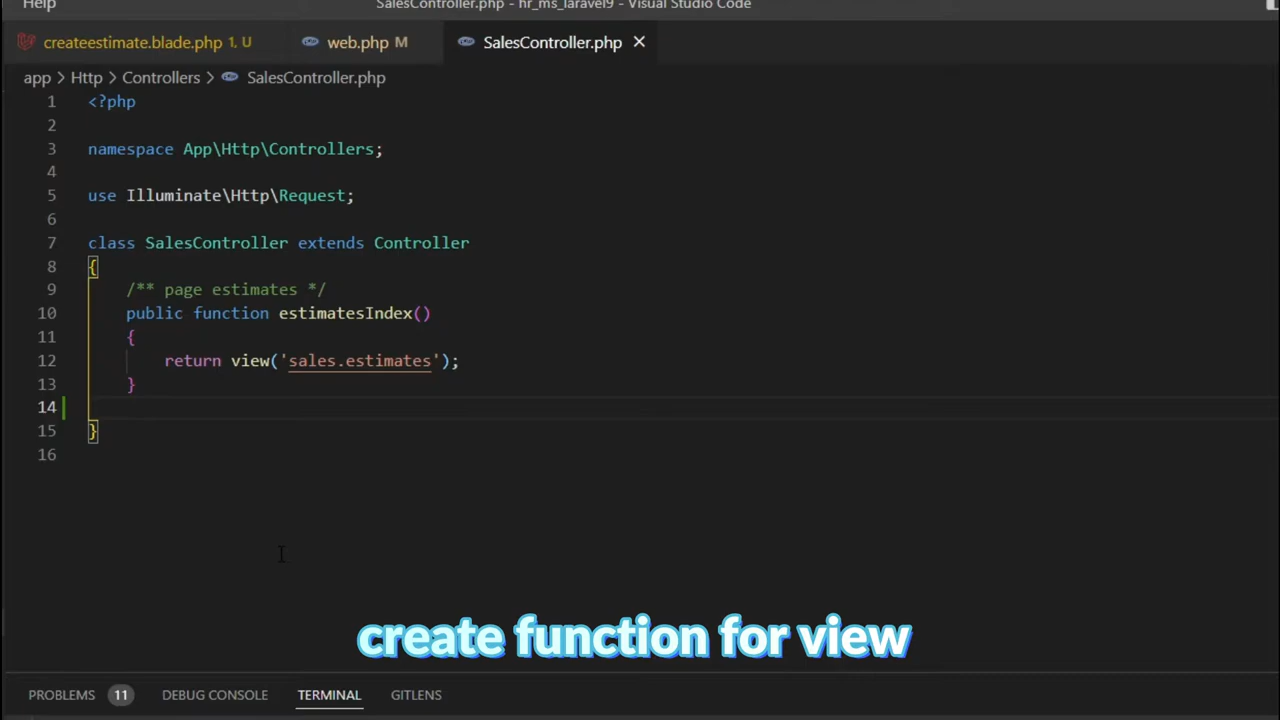 Help
SalesController.php - hr_ms_laravel9 - Visual Studio Code
createestimate.blade.php 1, U
web.php M
SalesController.php
app > Http > Controllers > SalesController.php
1 <?php
2
3 namespace App\Http\Controllers;
4
5 use Illuminate\Http\Request;
6
7 class SalesController extends Controller
8 {
9 /** page estimates */
10 public function estimatesIndex()
11 {
12 return view('sales.estimates');
13 }
14
15 }
16
create function for view
PROBLEMS 11 DEBUG CONSOLE TERMINAL GITLENS